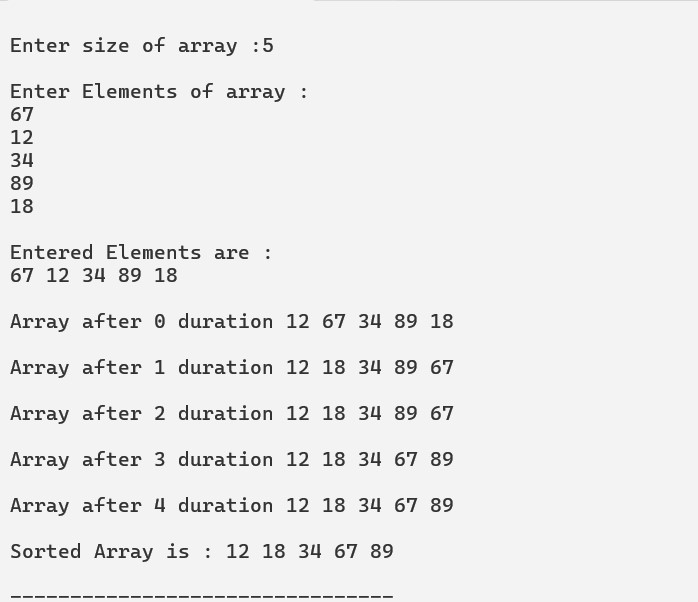 Enter size of array :5
Enter Elements of array :
67
12
34
89
18
Entered Elements are :
67 12 34 89 18
Array after 0 duration 12 67 34 89 18
Array after 1 duration 12 18 34 89 67
Array after 2 duration 12 18 34 89 67
Array after 3 duration 12 18 34 67 89
Array after 4 duration 12 18 34 67 89
Sorted Array is : 12 18 34 67 89
--------------------------------